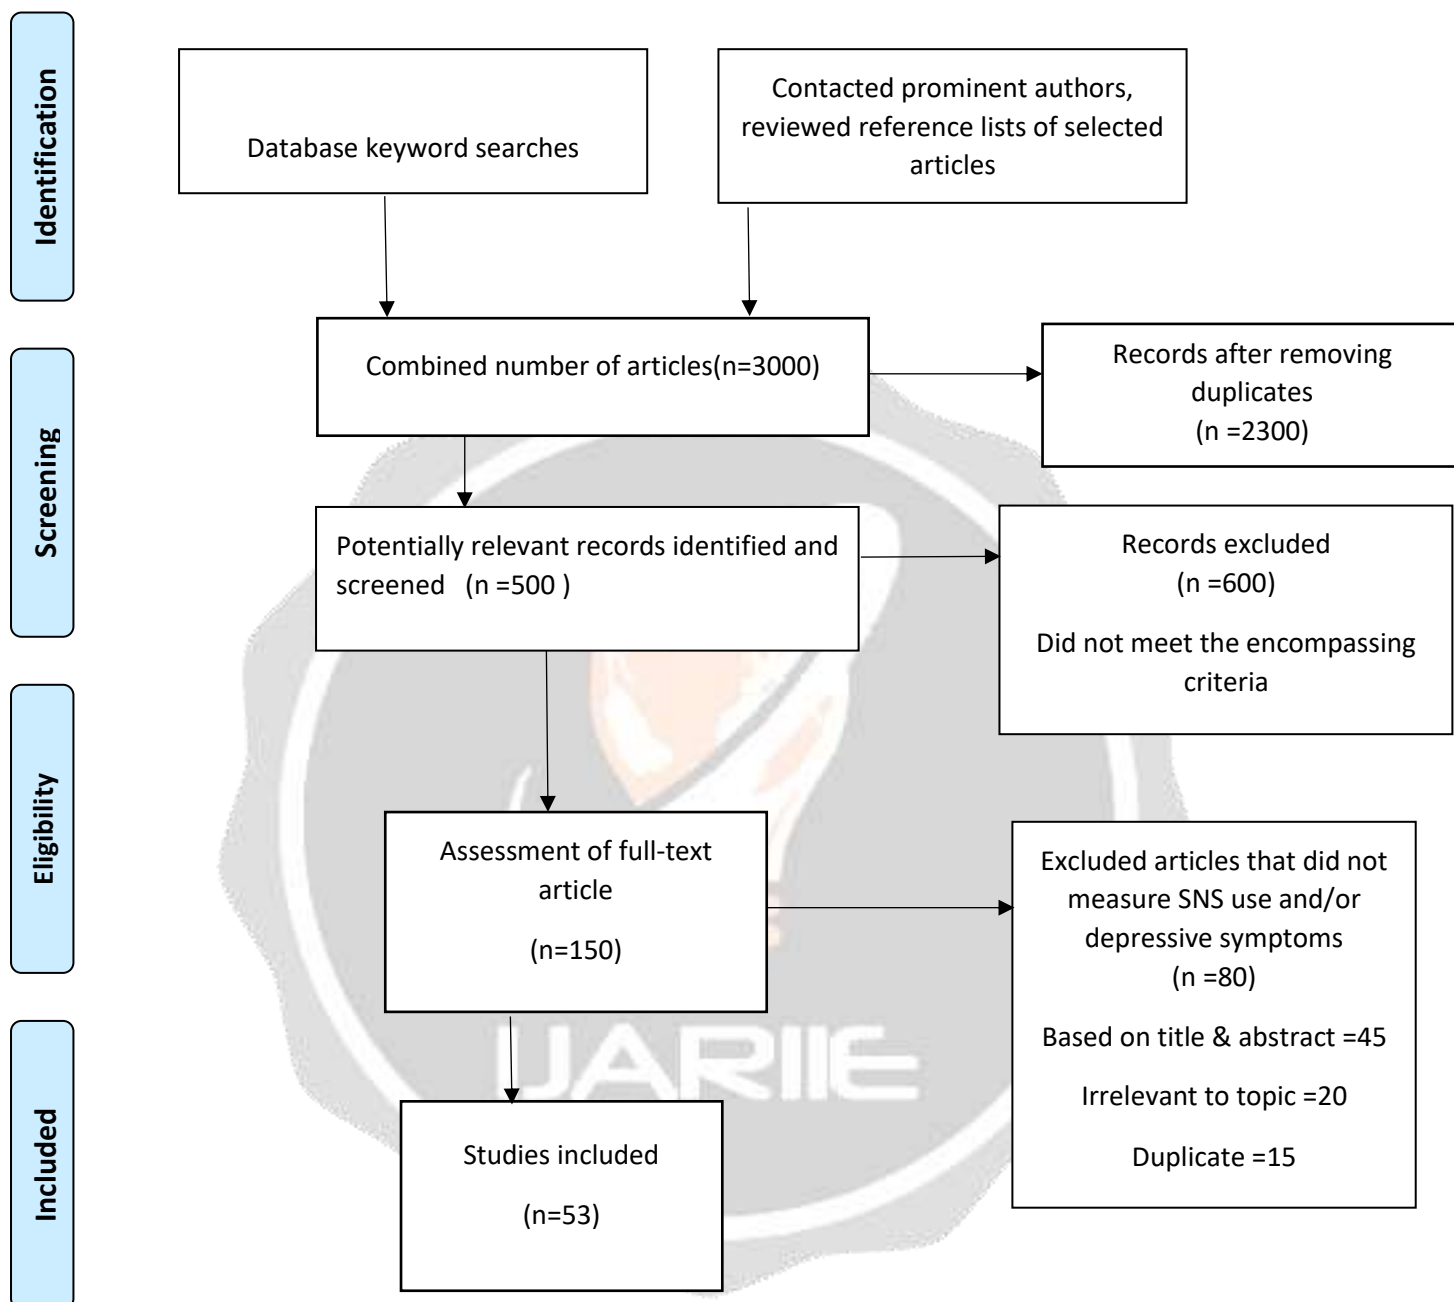 Identification
Database keyword searches
Contacted prominent authors,
reviewed reference lists of selected
articles
Combined number of articles(n=3000)
Records after removing
duplicates
(n =2300)
Screening
Potentially relevant records identified and
screened   (n =500 )
Records excluded
(n =600)
Did not meet the encompassing
criteria
Eligibility
Assessment of full-text
article
(n=150)
Excluded articles that did not
measure SNS use and/or
depressive symptoms
(n =80)
Based on title & abstract =45
Irrelevant to topic =20
Duplicate =15
IJARIIE
Included
Studies included
(n=53)